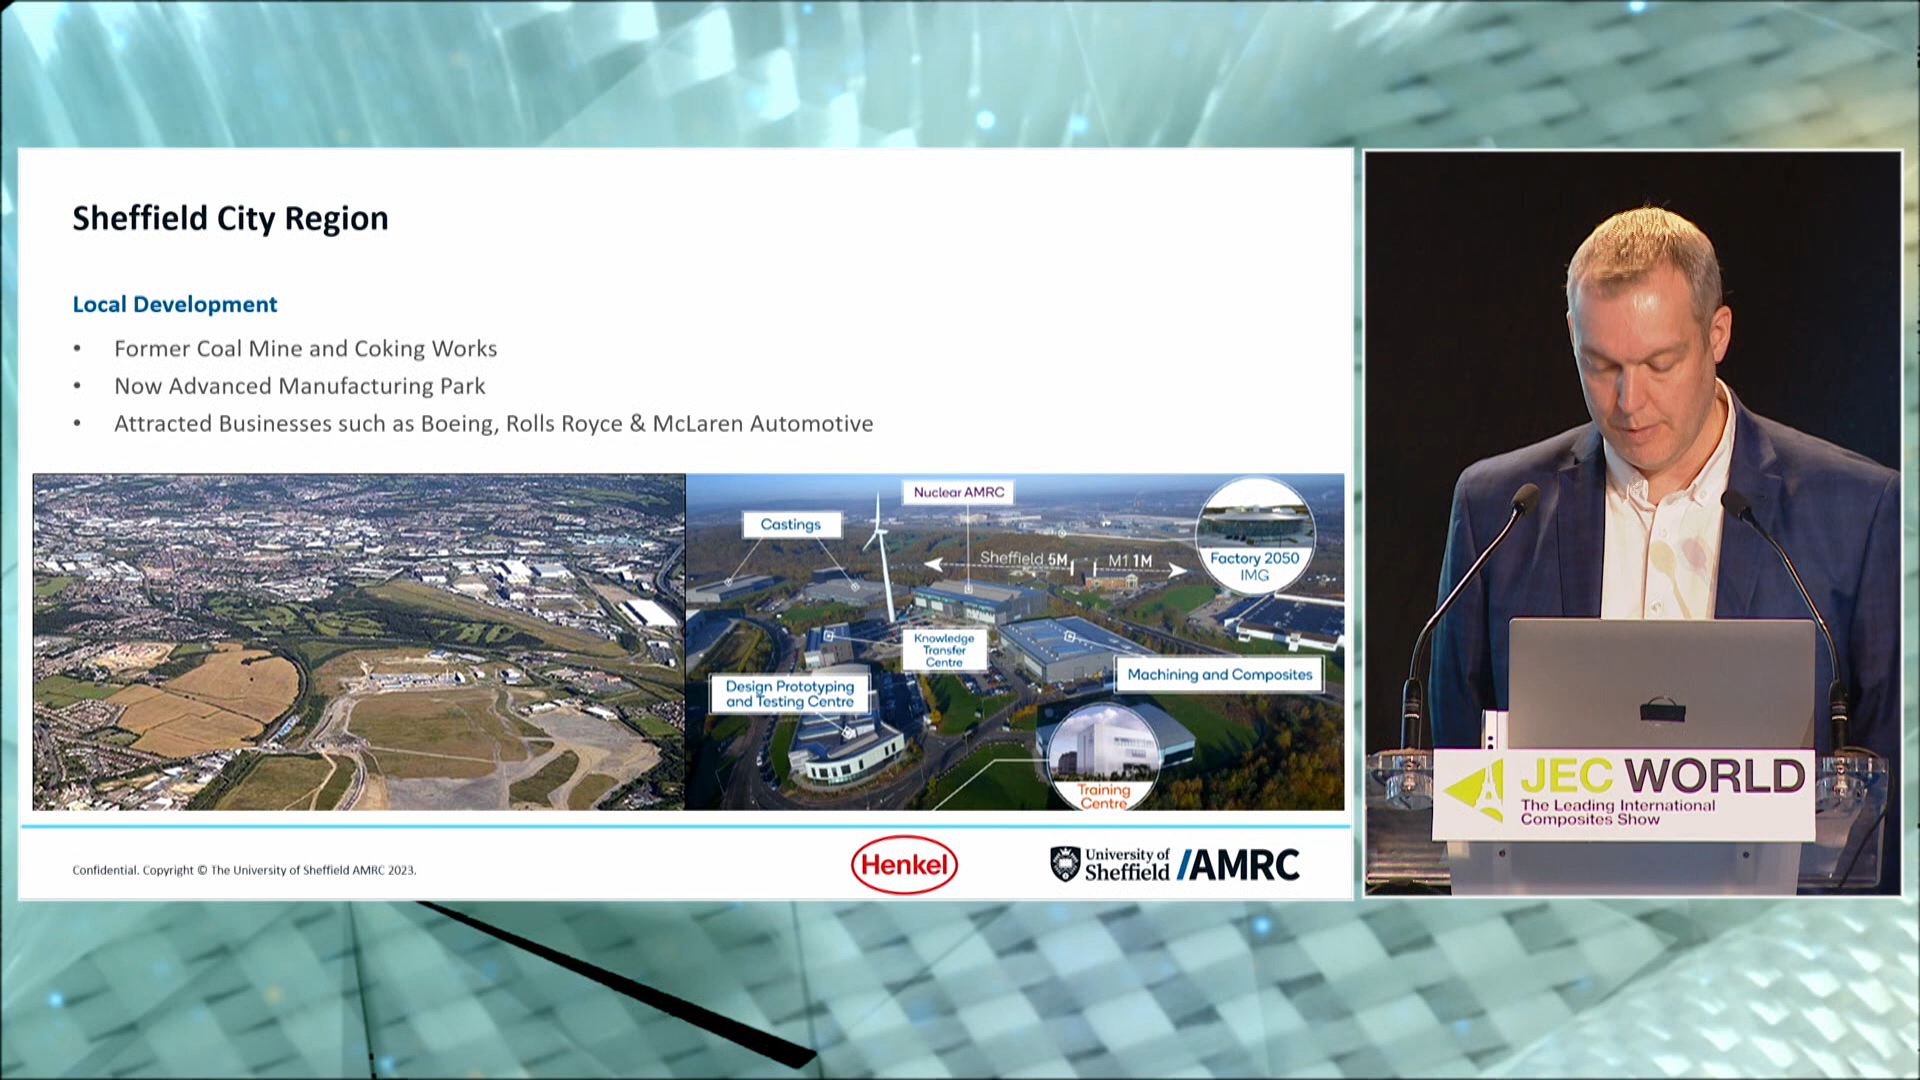 Sheffield City Region
Local Development
• Former Coal Mine and Coking Works
• Now Advanced Manufacturing Park
• Attracted Businesses such as Boeing, Rolls Royce & McLaren Automotive
Nuclear AMRC
Castings
Sheffield 5M
M1 1M
Factory 2050
IMG
Knowledge
Transfer
Centre
Machining and Composites
Design Prototyping
and Testing Centre
Training
Centre
Confidential. Copyright © The University of Sheffield AMRC 2023.
Henkel
University of
Sheffield
/AMRC
JEC WORLD
The Leading International
Composites Show